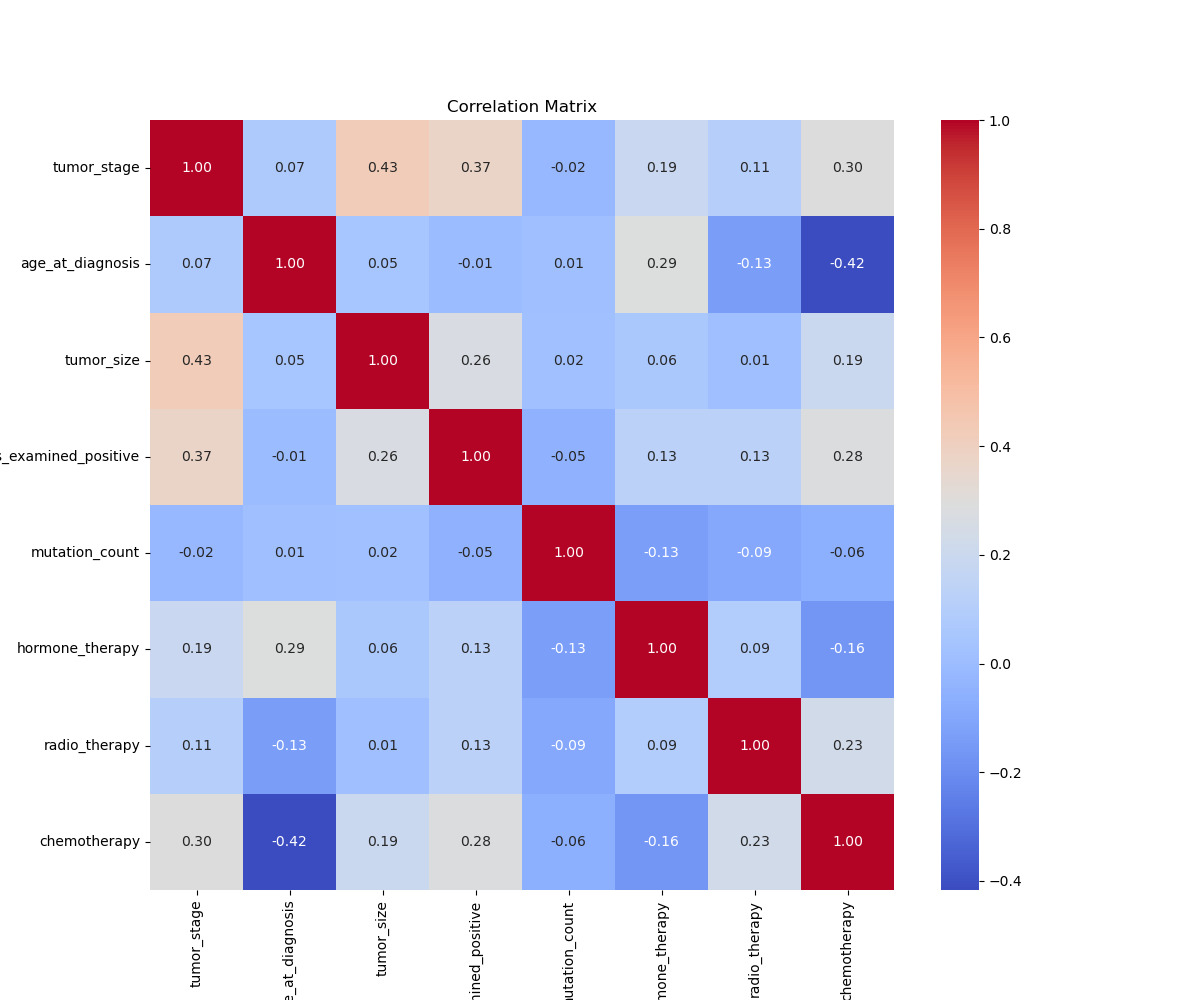 Correlation Matrix
tumor_stage 1.00 0.07 0.43 0.37 -0.02 0.19 0.11 0.30
age_at_diagnosis 0.07 1.00 0.05 -0.01 0.01 0.29 -0.13 -0.42
tumor_size 0.43 0.05 1.00 0.26 0.02 0.06 0.01 0.19
s_examined_positive 0.37 -0.01 0.26 1.00 -0.05 0.13 0.13 0.28
mutation_count -0.02 0.01 0.02 -0.05 1.00 -0.13 -0.09 -0.06
hormone_therapy 0.19 0.29 0.06 0.13 -0.13 1.00 0.09 -0.16
radio_therapy 0.11 -0.13 0.01 0.13 -0.09 0.09 1.00 0.23
chemotherapy 0.30 -0.42 0.19 0.28 -0.06 -0.16 0.23 1.00
tumor_stage
e_at_diagnosis
tumor_size
mined_positive
mutation_count
mone_therapy
radio_therapy
chemotherapy
1.0
0.8
0.6
0.4
0.2
0.0
−0.2
−0.4